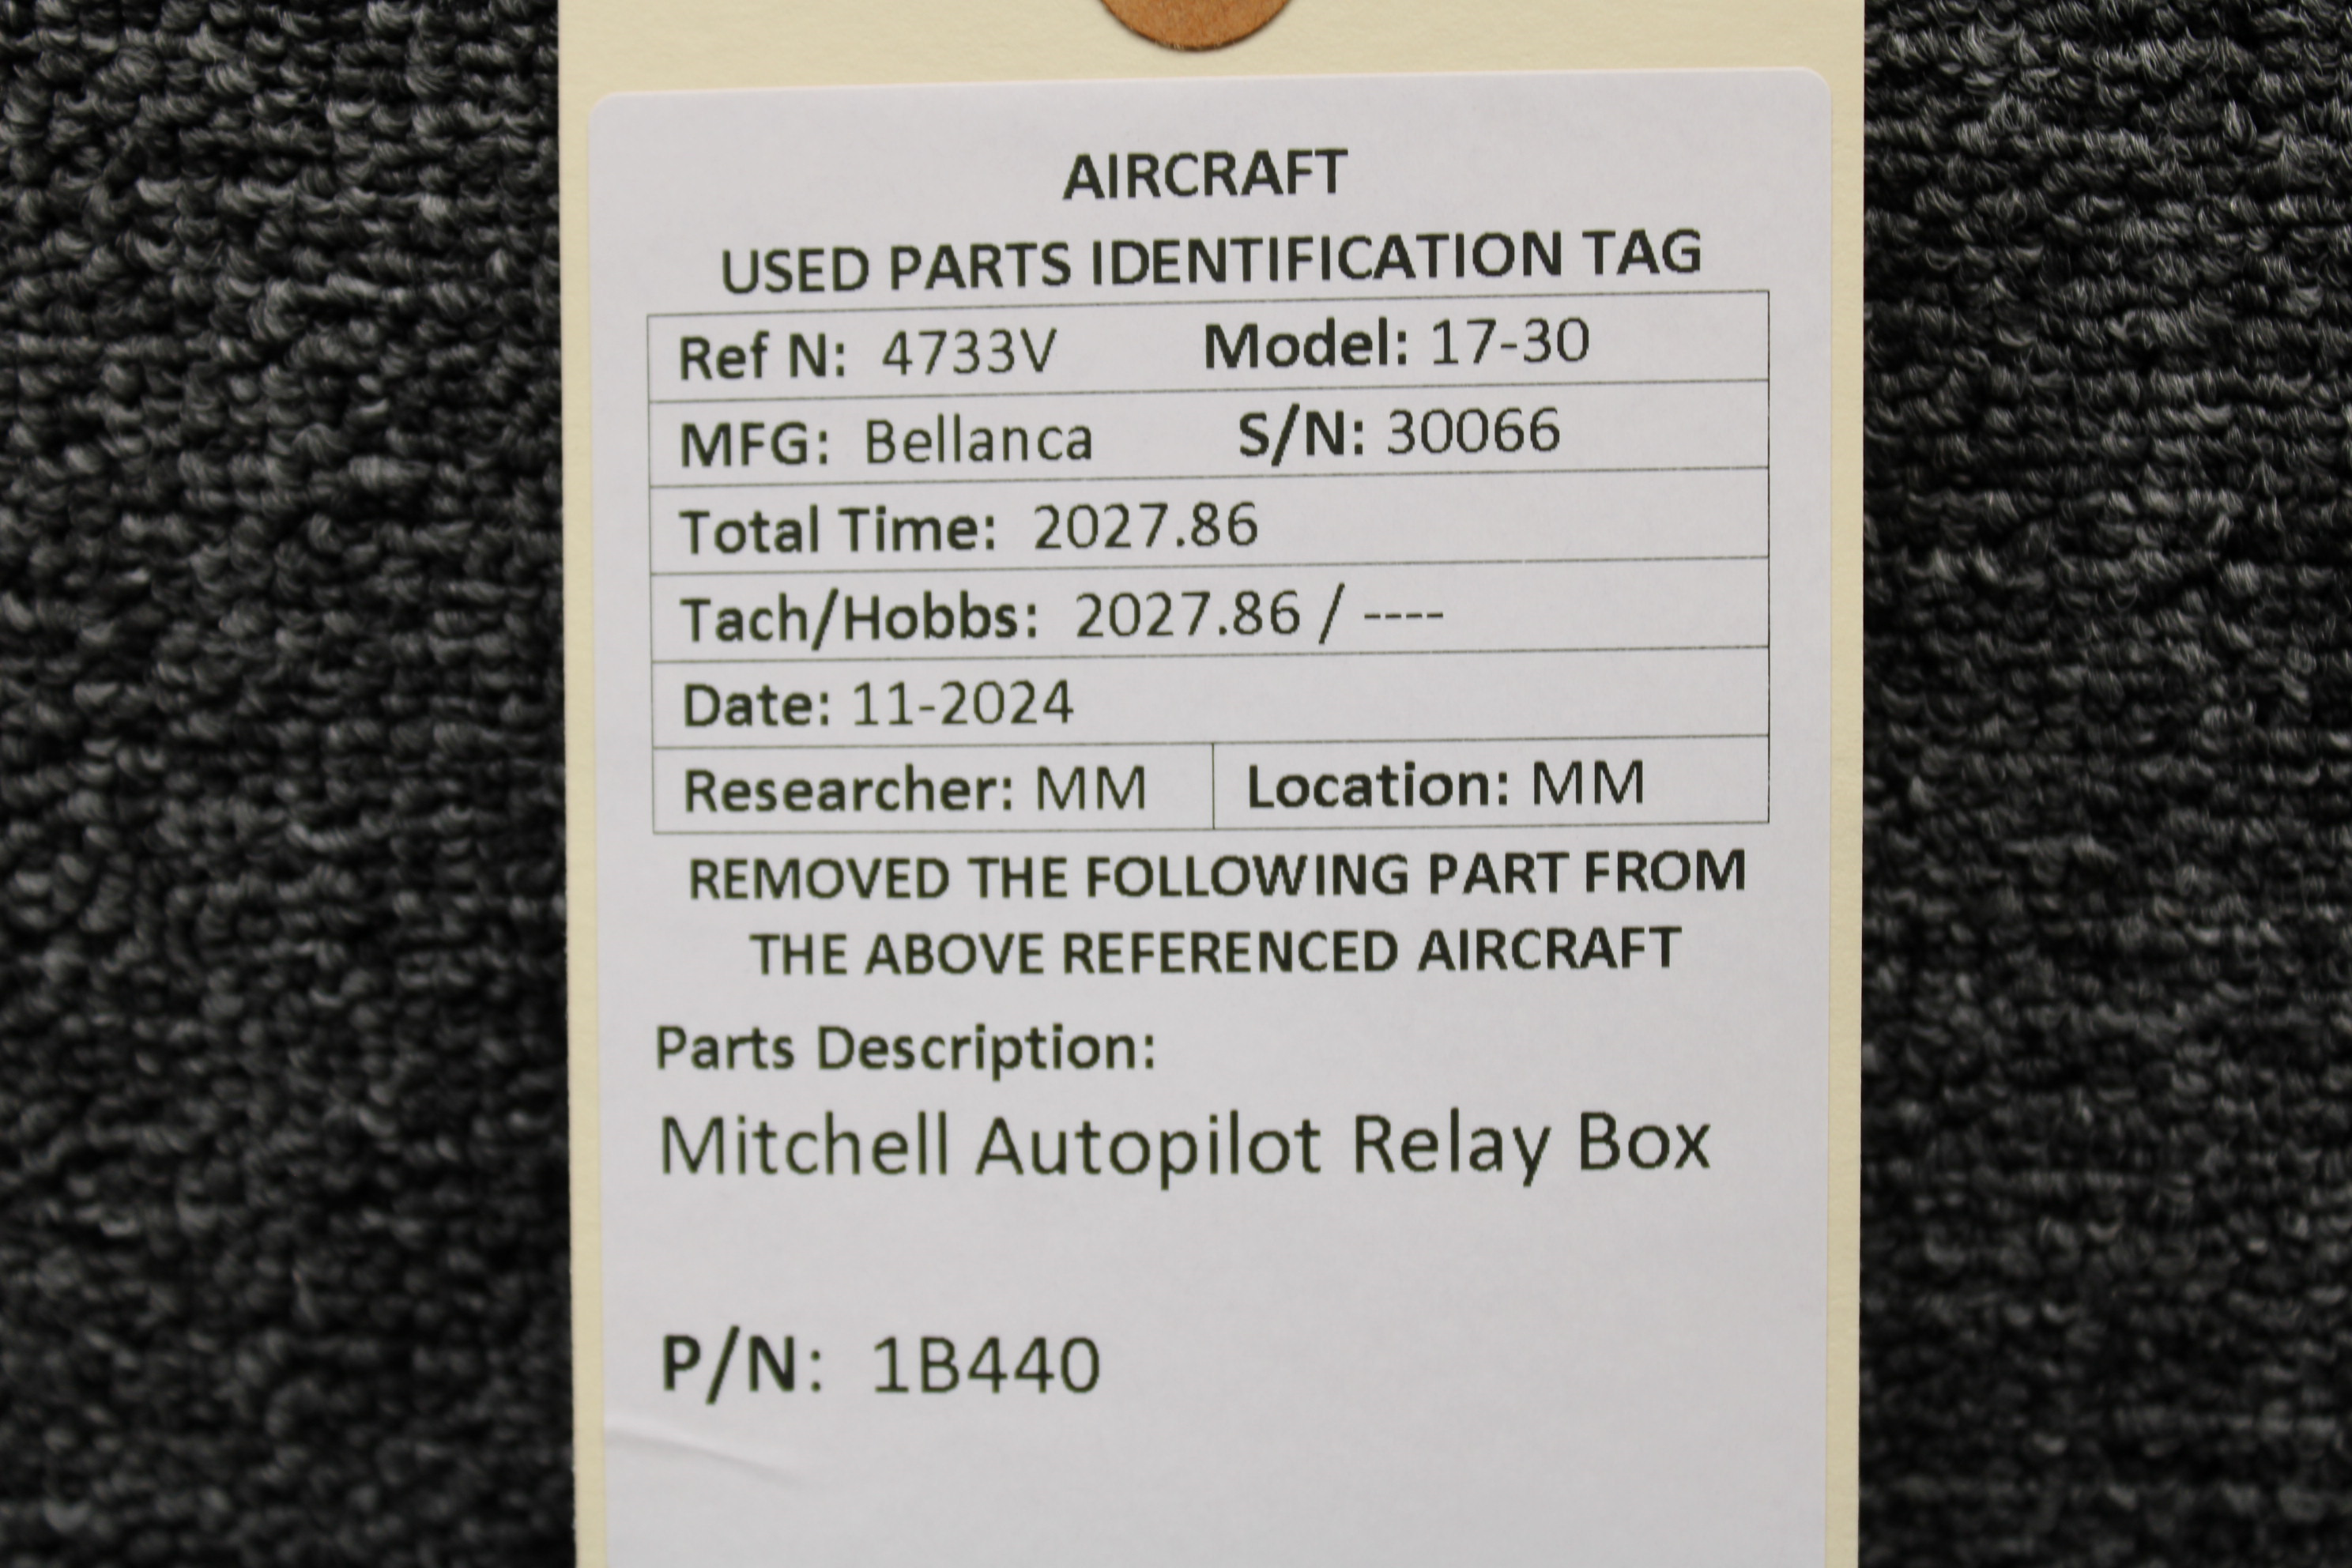 AIRCRAFT
USED PARTS IDENTIFICATION TAG
Ref N: 4733V Model: 17-30
MFG: Bellanca S/N: 30066
Total Time: 2027.86
Tach/Hobbs: 2027.86 / ----
Date: 11-2024
Researcher: MM Location: MM
REMOVED THE FOLLOWING PART FROM
THE ABOVE REFERENCED AIRCRAFT
Parts Description:
Mitchell Autopilot Relay Box
P/N: 1B440